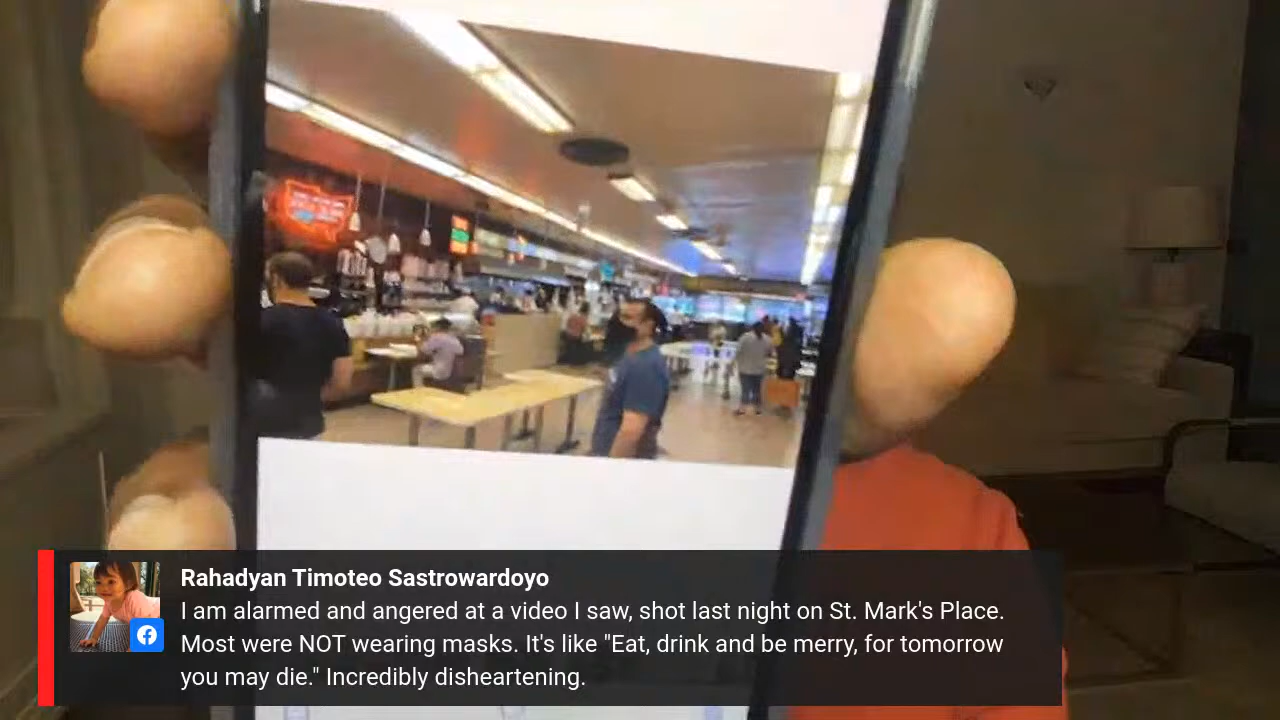 Rahadyan Timoteo Sastrowardoyo
I am alarmed and angered at a video I saw, shot last night on St. Mark's Place.
Most were NOT wearing masks. It's like "Eat, drink and be merry, for tomorrow
you may die." Incredibly disheartening.